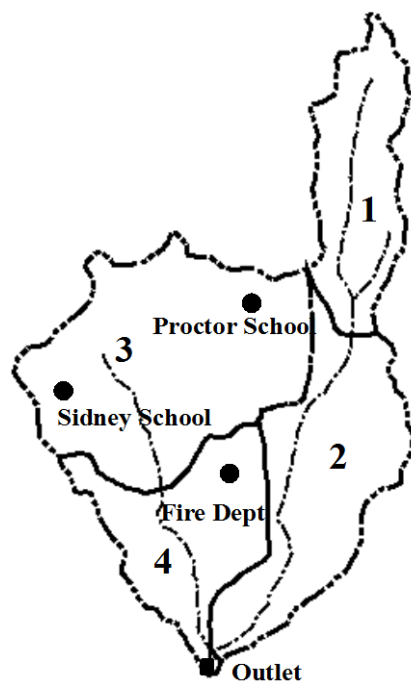 1
Proctor School
3
Sidney School
2
Fire Dept
4
Outlet